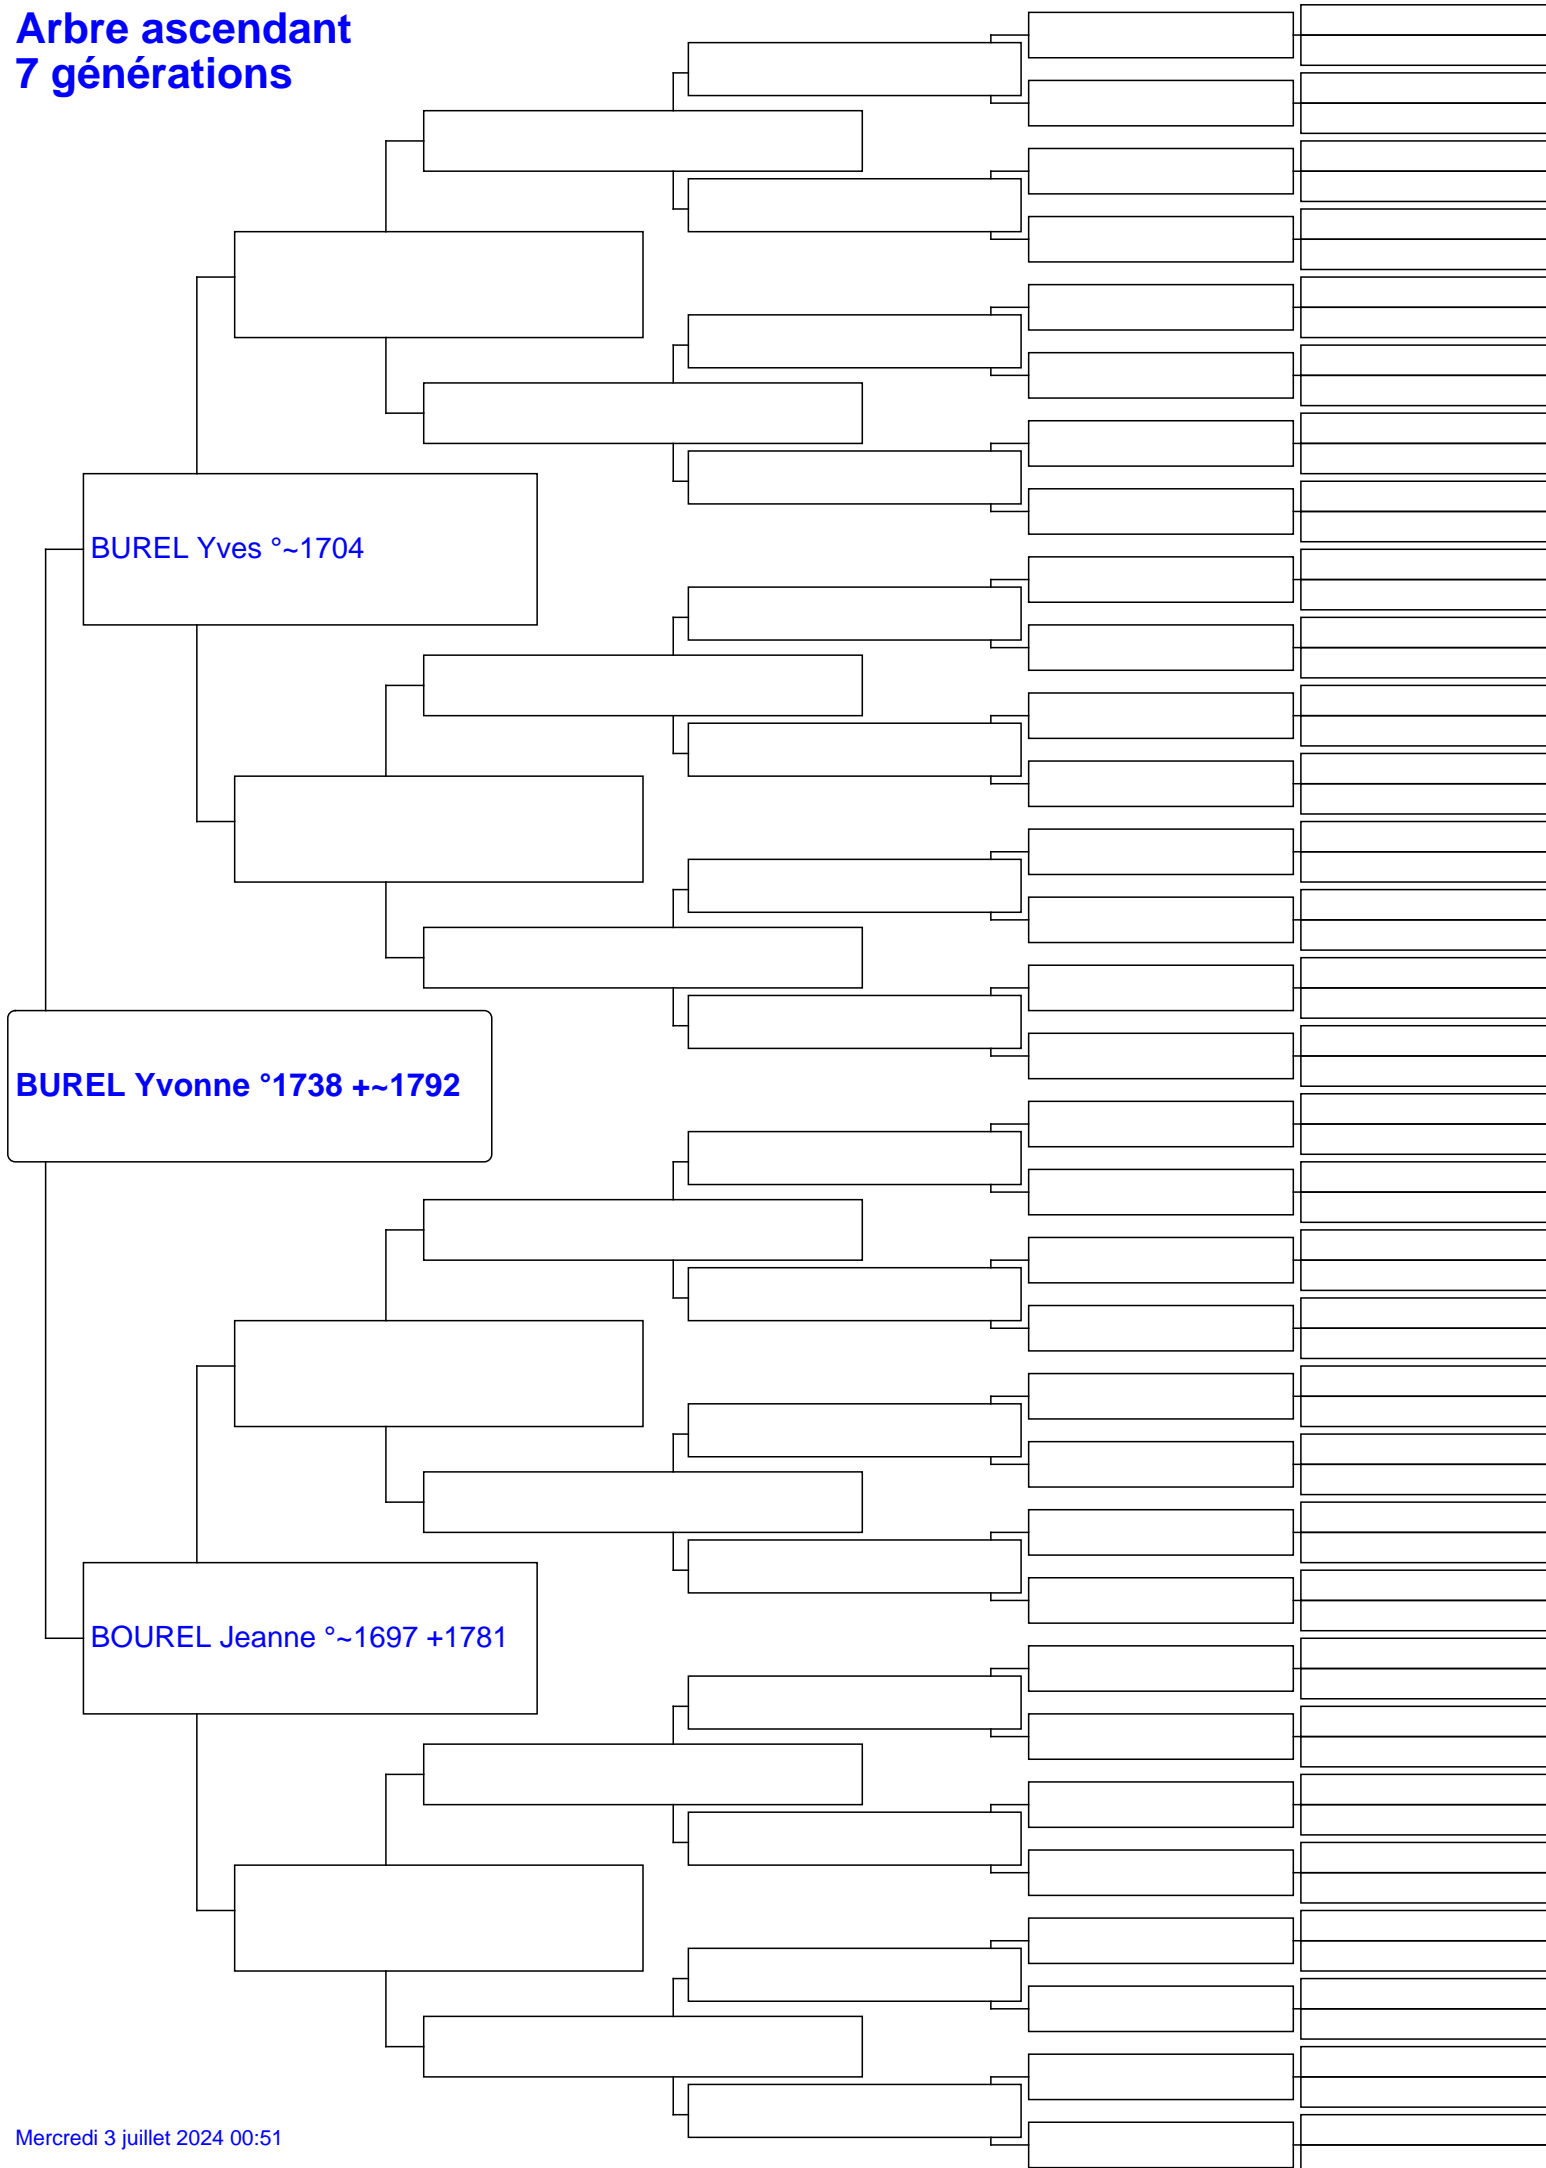 Arbre ascendant
7 générations
BUREL Yves °~1704
BUREL Yvonne °1738 +~1792
BOUREL Jeanne °~1697 +1781
Mercredi 3 juillet 2024 00:51